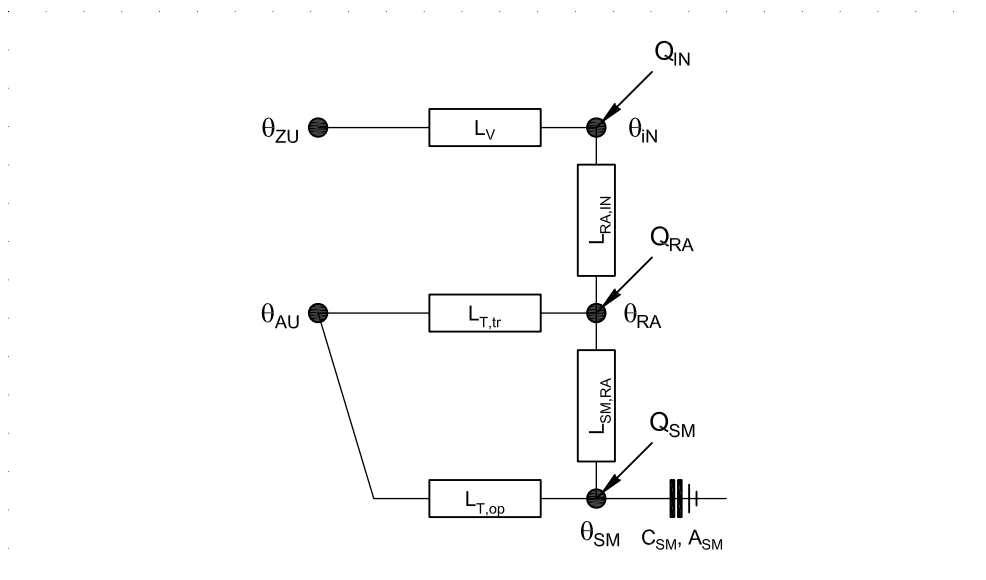 Q_IN
θ_ZU
L_V
θ_iN
L_RA,IN
Q_RA
θ_AU
L_T,tr
θ_RA
L_SM,RA
Q_SM
L_T,op
θ_SM
C_SM, A_SM